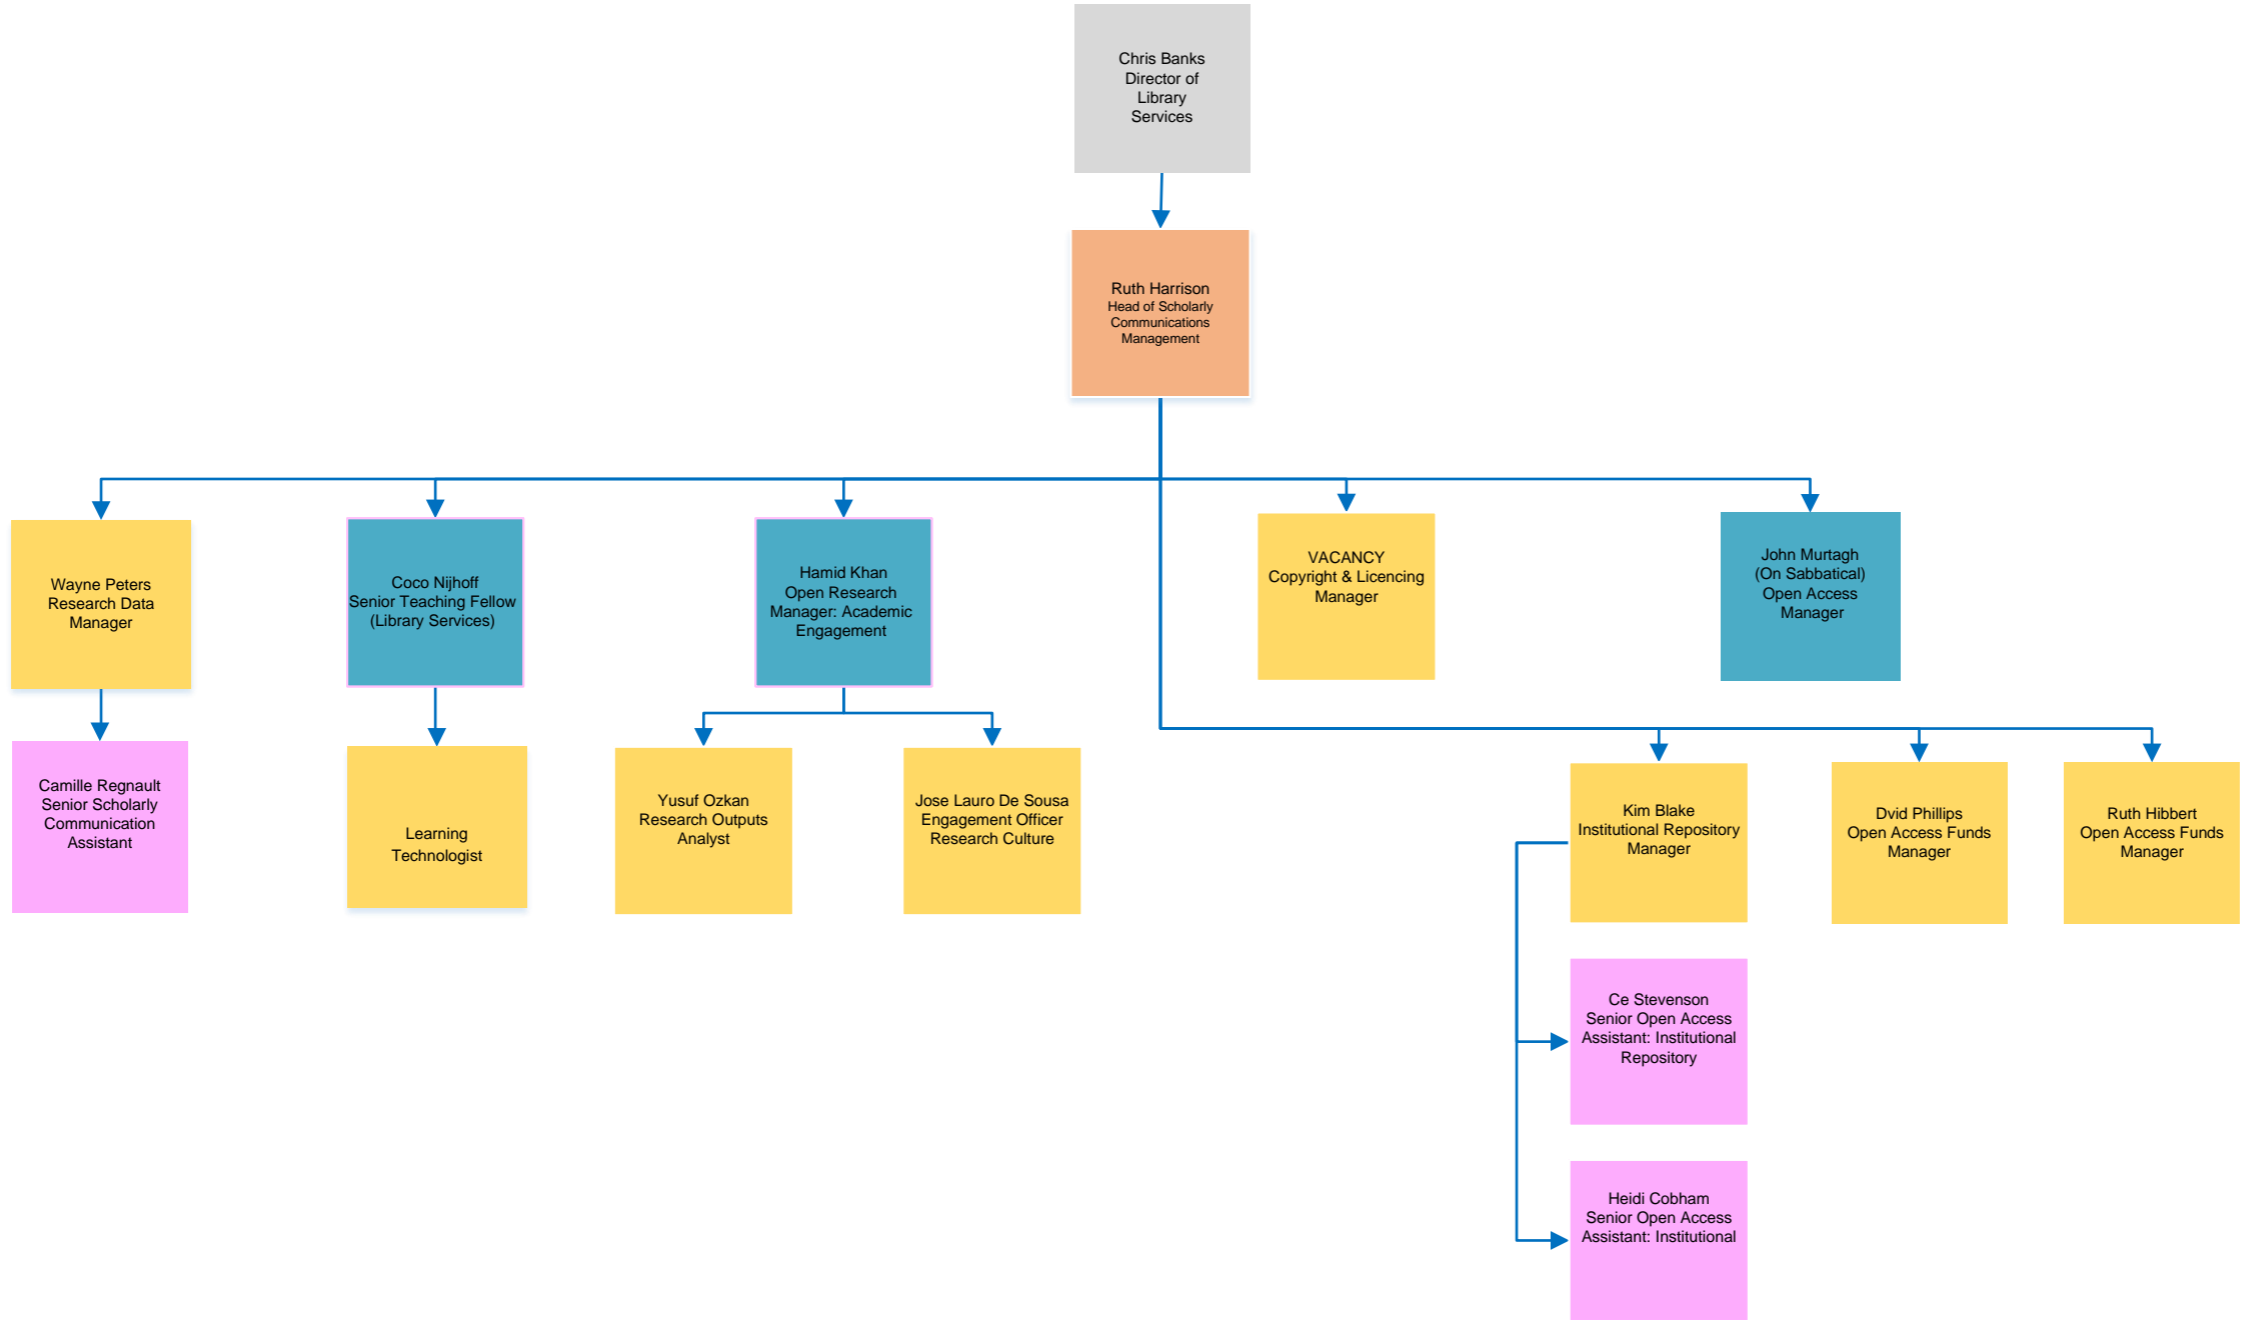 Chris Banks
Director of
Library
Services
Ruth Harrison
Head of Scholarly
Communications
Management
Wayne Peters
Research Data
Manager
Coco Nijhoff
Senior Teaching Fellow
(Library Services)
Hamid Khan
Open Research
Manager: Academic
Engagement
VACANCY
Copyright & Licencing
Manager
John Murtagh
(On Sabbatical)
Open Access
Manager
Camille Regnault
Senior Scholarly
Communication
Assistant
Learning
Technologist
Yusuf Ozkan
Research Outputs
Analyst
Jose Lauro De Sousa
Engagement Officer
Research Culture
Kim Blake
Institutional Repository
Manager
Dvid Phillips
Open Access Funds
Manager
Ruth Hibbert
Open Access Funds
Manager
Ce Stevenson
Senior Open Access
Assistant: Institutional
Repository
Heidi Cobham
Senior Open Access
Assistant: Institutional